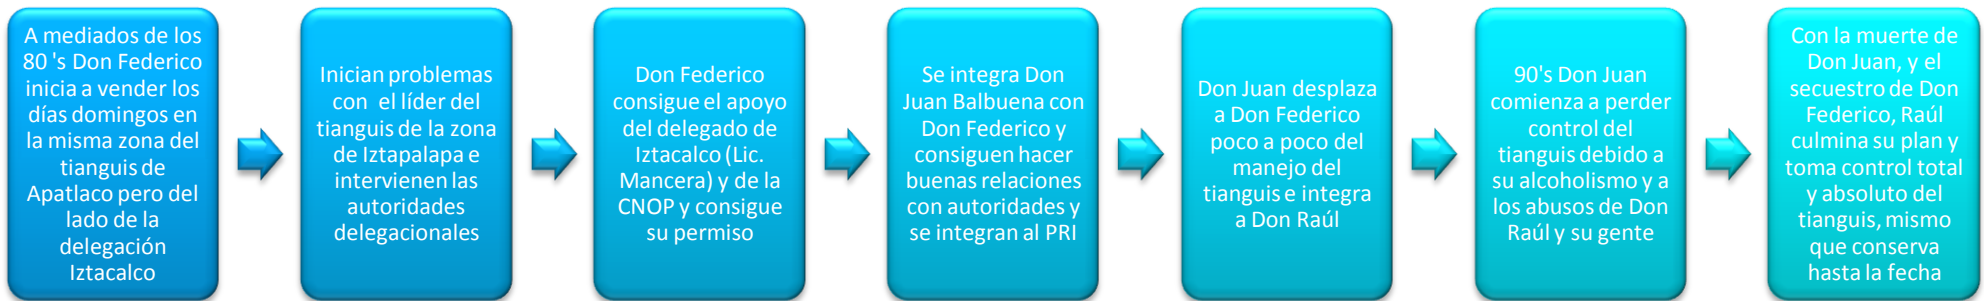 A mediados de los
80 's Don Federico
inicia a vender los
días domingos en
la misma zona del
tianguis de
Apatlaco pero del
lado de la
delegación
Iztacalco
Inician problemas
con el líder del
tianguis de la zona
de Iztapalapa e
intervienen las
autoridades
delegacionales
Don Federico
consigue el apoyo
del delegado de
Iztacalco (Lic.
Mancera) y de la
CNOP y consigue
su permiso
Se integra Don
Juan Balbuena con
Don Federico y
consiguen hacer
buenas relaciones
con autoridades y
se integran al PRI
Don Juan desplaza
a Don Federico
poco a poco del
manejo del
tianguis e integra
a Don Raúl
90's Don Juan
comienza a perder
control del
tianguis debido a
su alcoholismo y a
los abusos de Don
Raúl y su gente
Con la muerte de
Don Juan, y el
secuestro de Don
Federico, Raúl
culmina su plan y
toma control total
y absoluto del
tianguis, mismo
que conserva
hasta la fecha